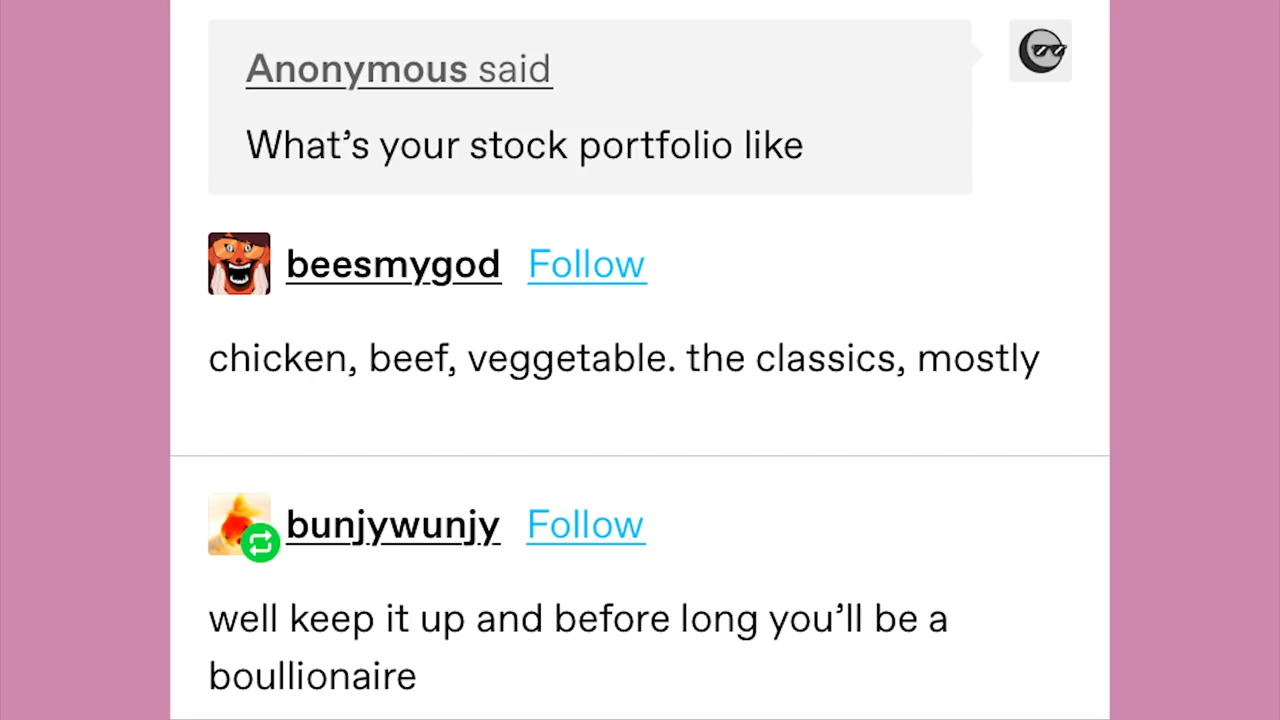 Anonymous said
What’s your stock portfolio like
beesmygod Follow
chicken, beef, veggetable. the classics, mostly
bunjywunjy Follow
well keep it up and before long you’ll be a
boullionaire